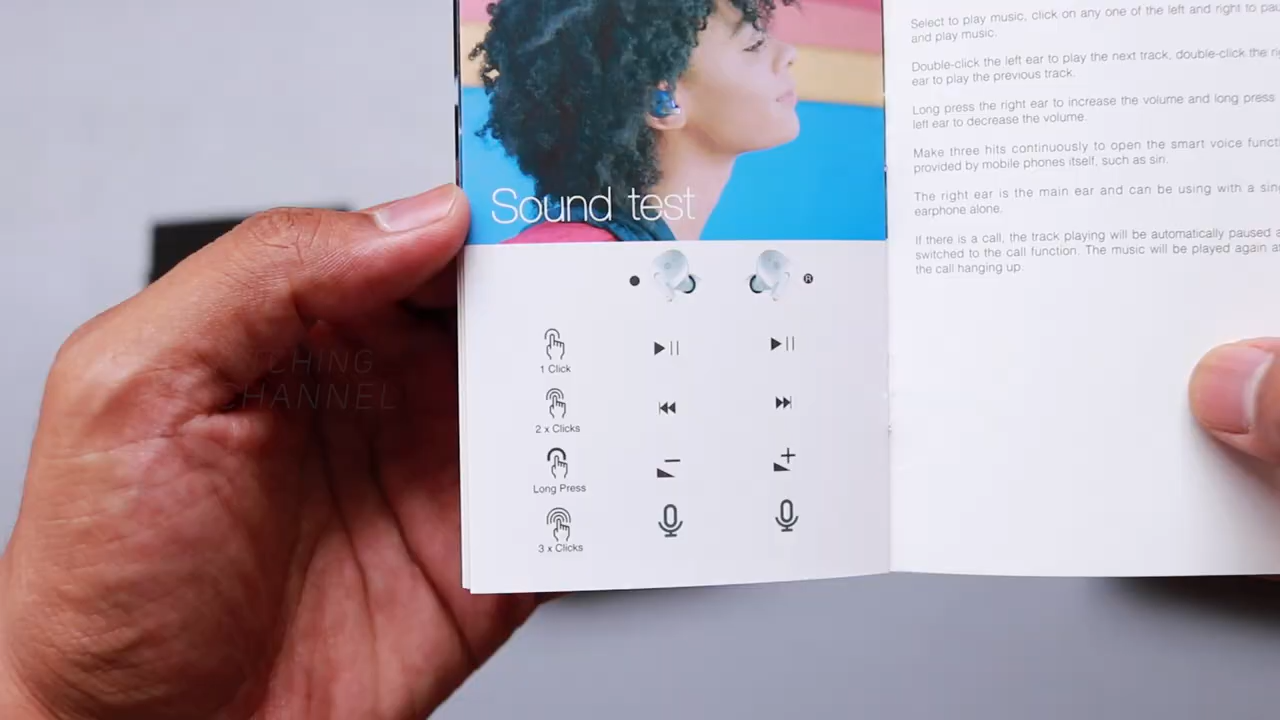 Sound test
R
1 Click
2 x Clicks
Long Press
3 x Clicks
Select to play music, click on any one of the left and right to
and play music.
Double-click the left ear to play the next track, double-click the
ear to play the previous track.
Long press the right ear to increase the volume and long press
left ear to decrease the volume.
Make three hits continuously to open the smart voice
provided by mobile phones itself, such as siri.
The right ear is the main ear and can be using with a
earphone alone.
If there is a call, the track playing will be automatically paused
switched to the call function. The music will be played again
the call hanging up.
CHING
CHANNEL